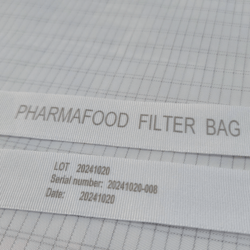 PHARMAFOOD FILTER BAG
LOT 20241020
Serial number: 20241020-008
Date: 20241020